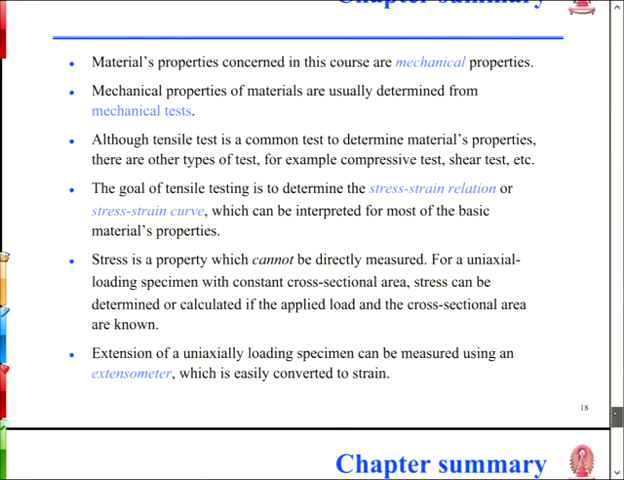 Chapter summary
• Material's properties concerned in this course are mechanical properties.
• Mechanical properties of materials are usually determined from
mechanical tests.
• Although tensile test is a common test to determine material's properties,
there are other types of test, for example compressive test, shear test, etc.
• The goal of tensile testing is to determine the stress-strain relation or
stress-strain curve, which can be interpreted for most of the basic
material's properties.
• Stress is a property which cannot be directly measured. For a uniaxial-
loading specimen with constant cross-sectional area, stress can be
determined or calculated if the applied load and the cross-sectional area
are known.
• Extension of a uniaxially loading specimen can be measured using an
extensometer, which is easily converted to strain.
18
Chapter summary